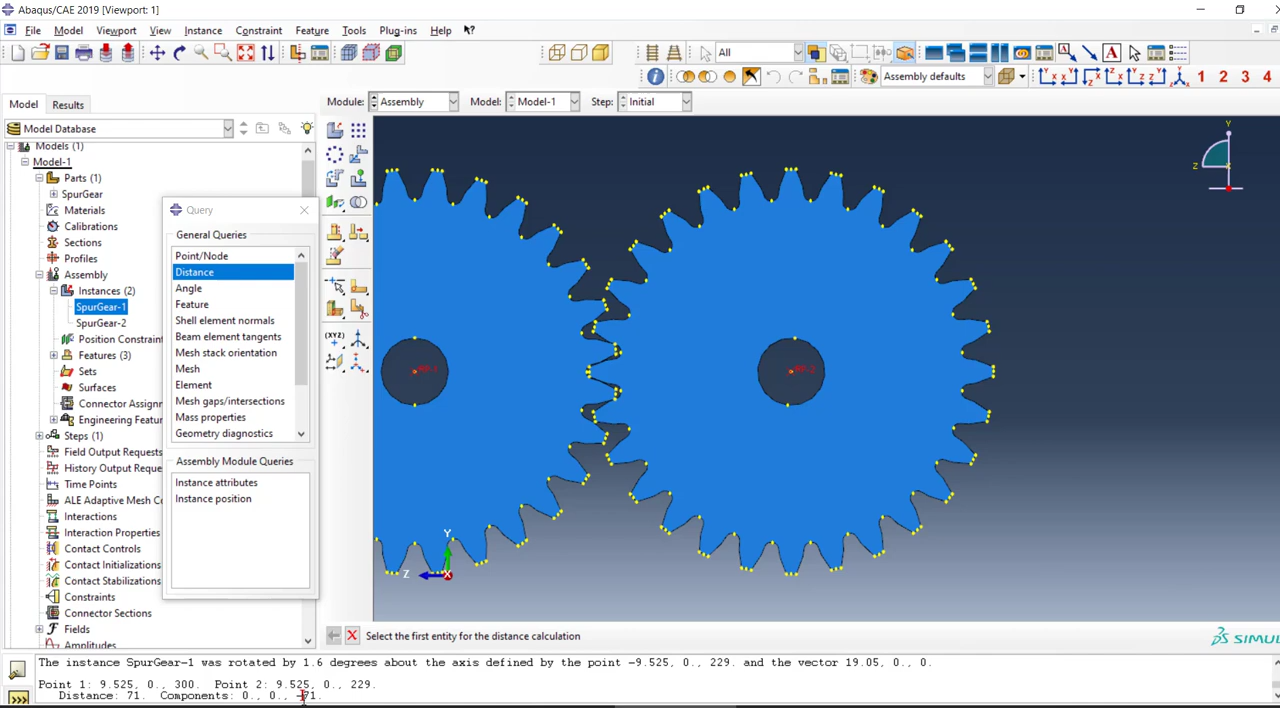 Abaqus/CAE 2019 [Viewport: 1]
File Model Viewport View Instance Constraint Feature Tools Plug-ins Help
All
Assembly defaults
1 2 3 4
Model Results
Module: Assembly Model: Model-1 Step: Initial
Model Database
Models (1)
Model-1
Parts (1)
SpurGear
Materials
Calibrations
Sections
Profiles
Assembly
Instances (2)
SpurGear-1
SpurGear-2
Position Constraint
Features (3)
Sets
Surfaces
Connector Assignm
Engineering Featur
Steps (1)
Field Output Requests
History Output Reque
Time Points
ALE Adaptive Mesh Co
Interactions
Interaction Properties
Contact Controls
Contact Initializations
Contact Stabilizations
Constraints
Connector Sections
Fields
Amplitudes
Query
General Queries
Point/Node
Distance
Angle
Feature
Shell element normals
Beam element tangents
Mesh stack orientation
Mesh
Element
Mesh gaps/intersections
Mass properties
Geometry diagnostics
Assembly Module Queries
Instance attributes
Instance position
(XYZ)
RP-1
RP-2
Y
Z
X
Y
Z
X
Select the first entity for the distance calculation
SIMU
The instance SpurGear-1 was rotated by 1.6 degrees about the axis defined by the point -9.525, 0., 229. and the vector 19.05, 0., 0.
Point 1: 9.525, 0., 300. Point 2: 9.525, 0., 229.
Distance: 71. Components: 0., 0., -71.